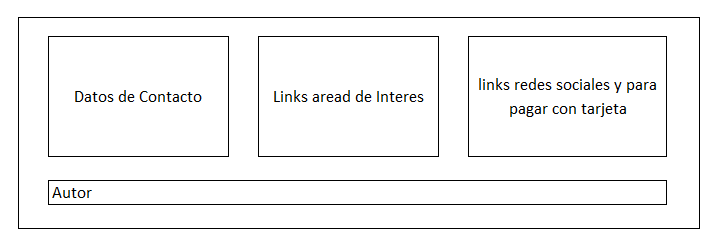 Datos de Contacto
Links aread de Interes
links redes sociales y para
pagar con tarjeta
Autor